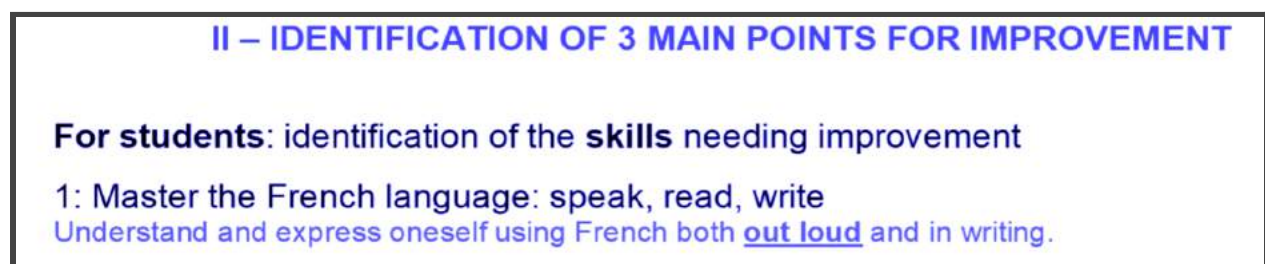 II – IDENTIFICATION OF 3 MAIN POINTS FOR IMPROVEMENT
For students: identification of the skills needing improvement
1: Master the French language: speak, read, write
Understand and express oneself using French both out loud and in writing.